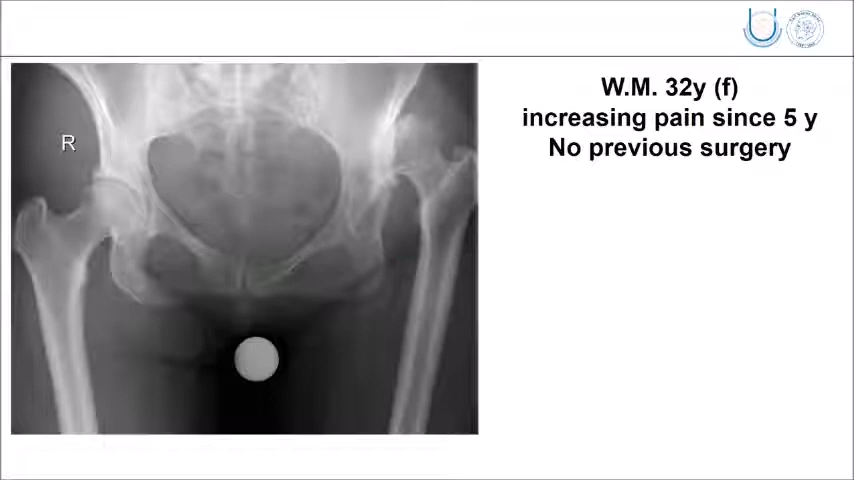 W.M. 32y (f)
increasing pain since 5 y
No previous surgery
R